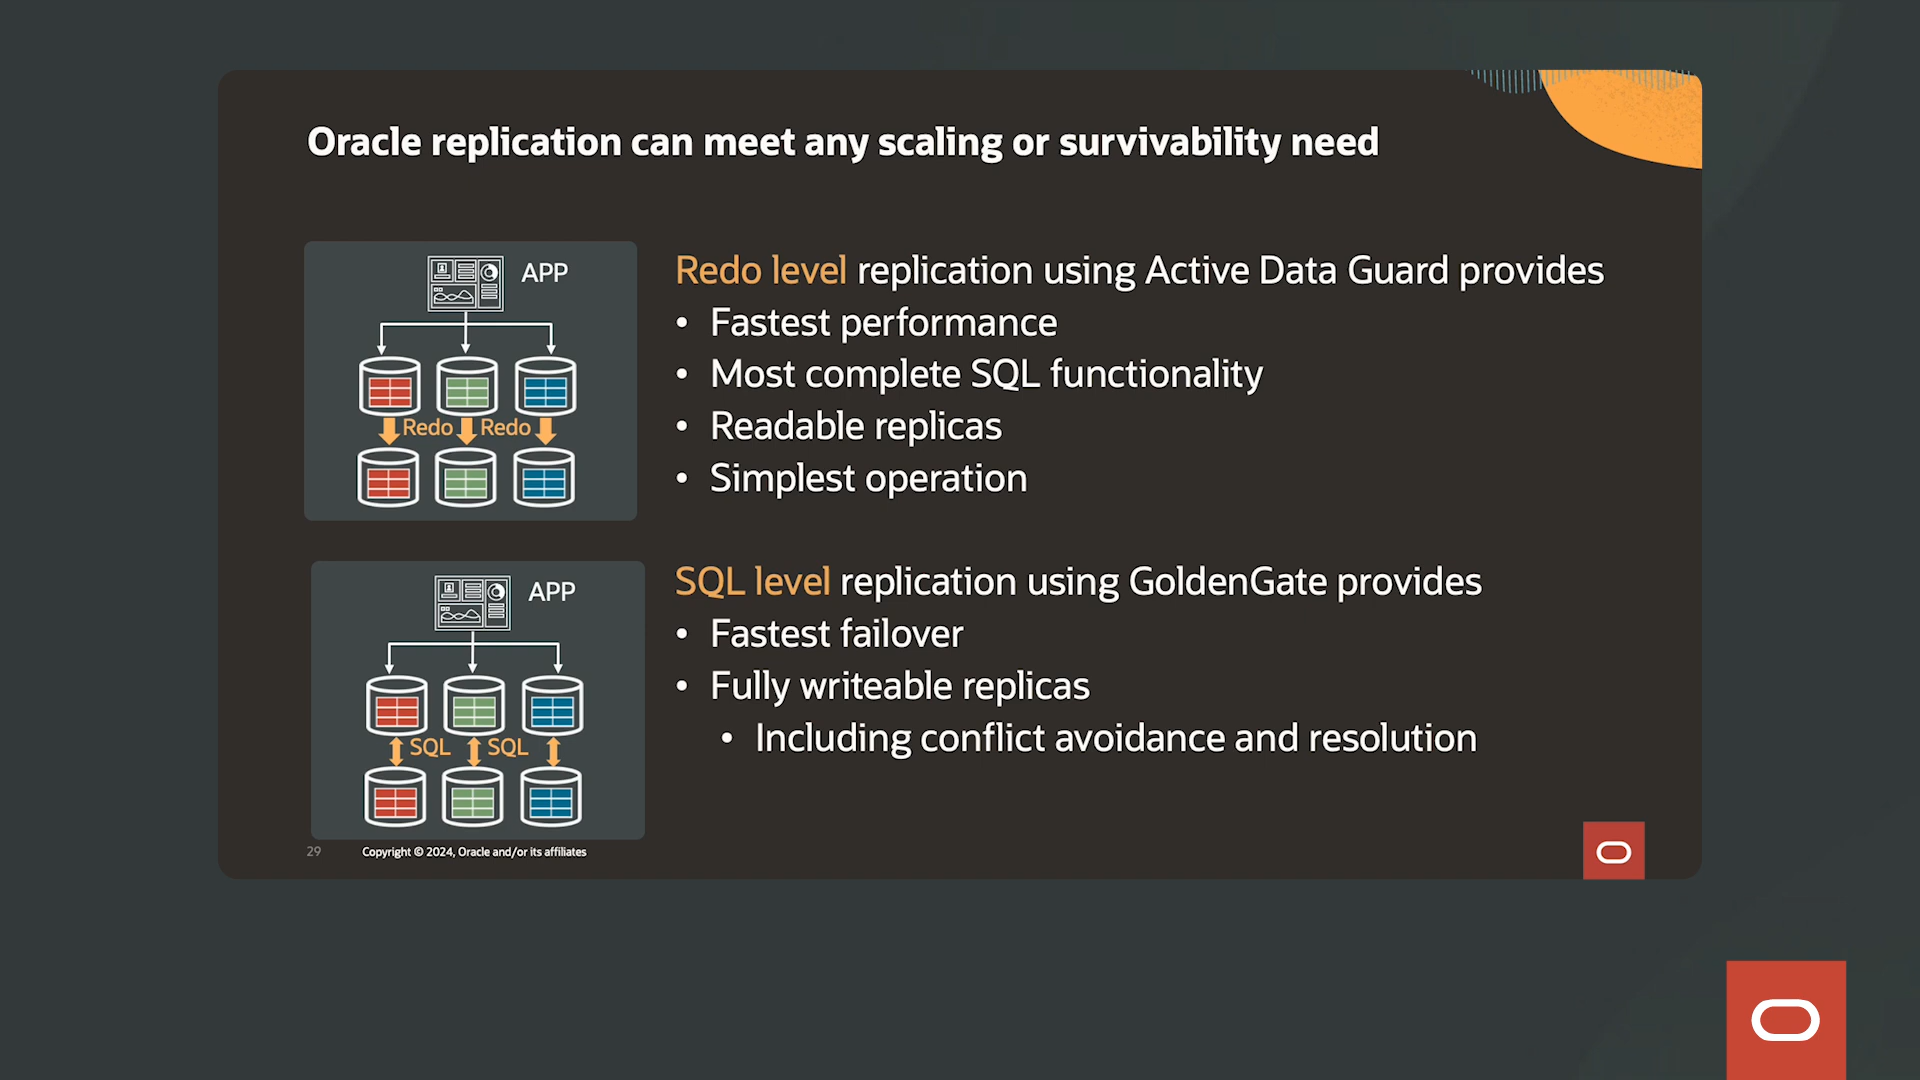 Oracle replication can meet any scaling or survivability need
APP
Redo Redo
Redo level replication using Active Data Guard provides
• Fastest performance
• Most complete SQL functionality
• Readable replicas
• Simplest operation
APP
SQL SQL
SQL level replication using GoldenGate provides
• Fastest failover
• Fully writeable replicas
• Including conflict avoidance and resolution
29 Copyright © 2024, Oracle and/or its affiliates